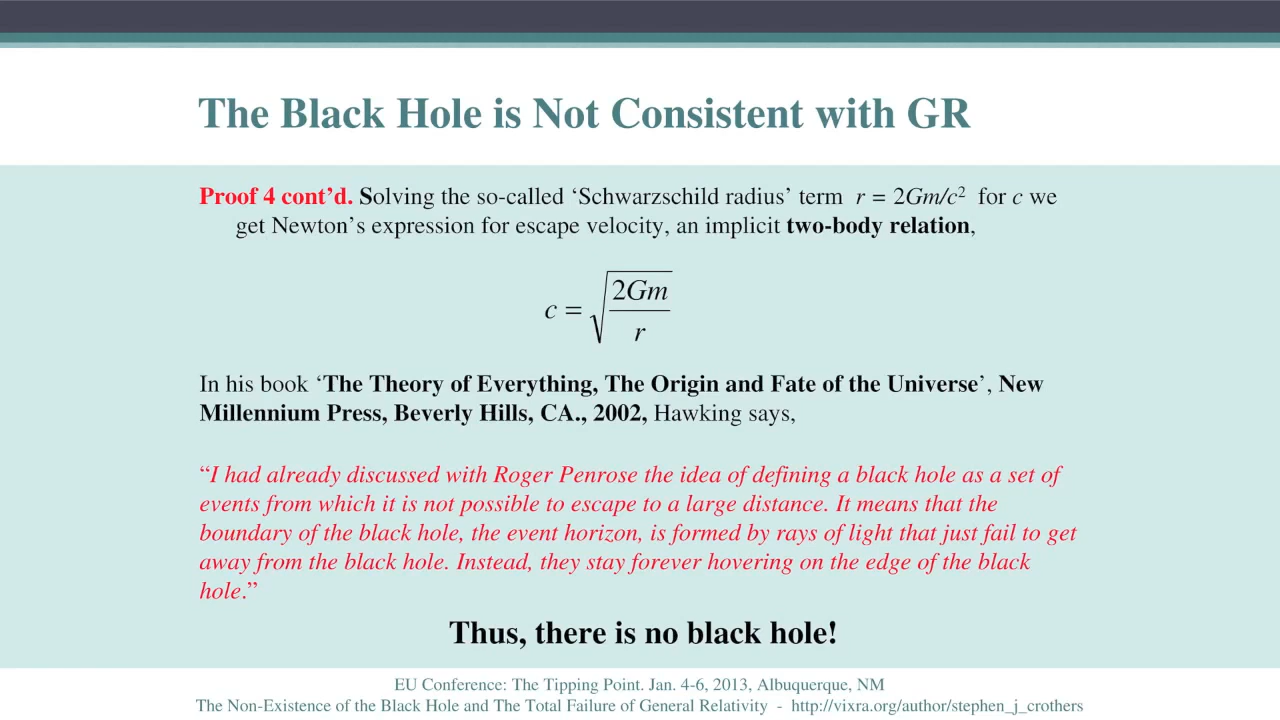 The Black Hole is Not Consistent with GR
Proof 4 cont’d. Solving the so-called ‘Schwarzschild radius’ term r = 2Gm/c² for c we
get Newton’s expression for escape velocity, an implicit two-body relation,
c = √(2Gm/r)
In his book ‘The Theory of Everything, The Origin and Fate of the Universe’, New
Millennium Press, Beverly Hills, CA., 2002, Hawking says,
“I had already discussed with Roger Penrose the idea of defining a black hole as a set of
events from which it is not possible to escape to a large distance. It means that the
boundary of the black hole, the event horizon, is formed by rays of light that just fail to get
away from the black hole. Instead, they stay forever hovering on the edge of the black
hole.”
Thus, there is no black hole!
EU Conference: The Tipping Point. Jan. 4-6, 2013, Albuquerque, NM
The Non-Existence of the Black Hole and The Total Failure of General Relativity - http://vixra.org/author/stephen_j_crothers